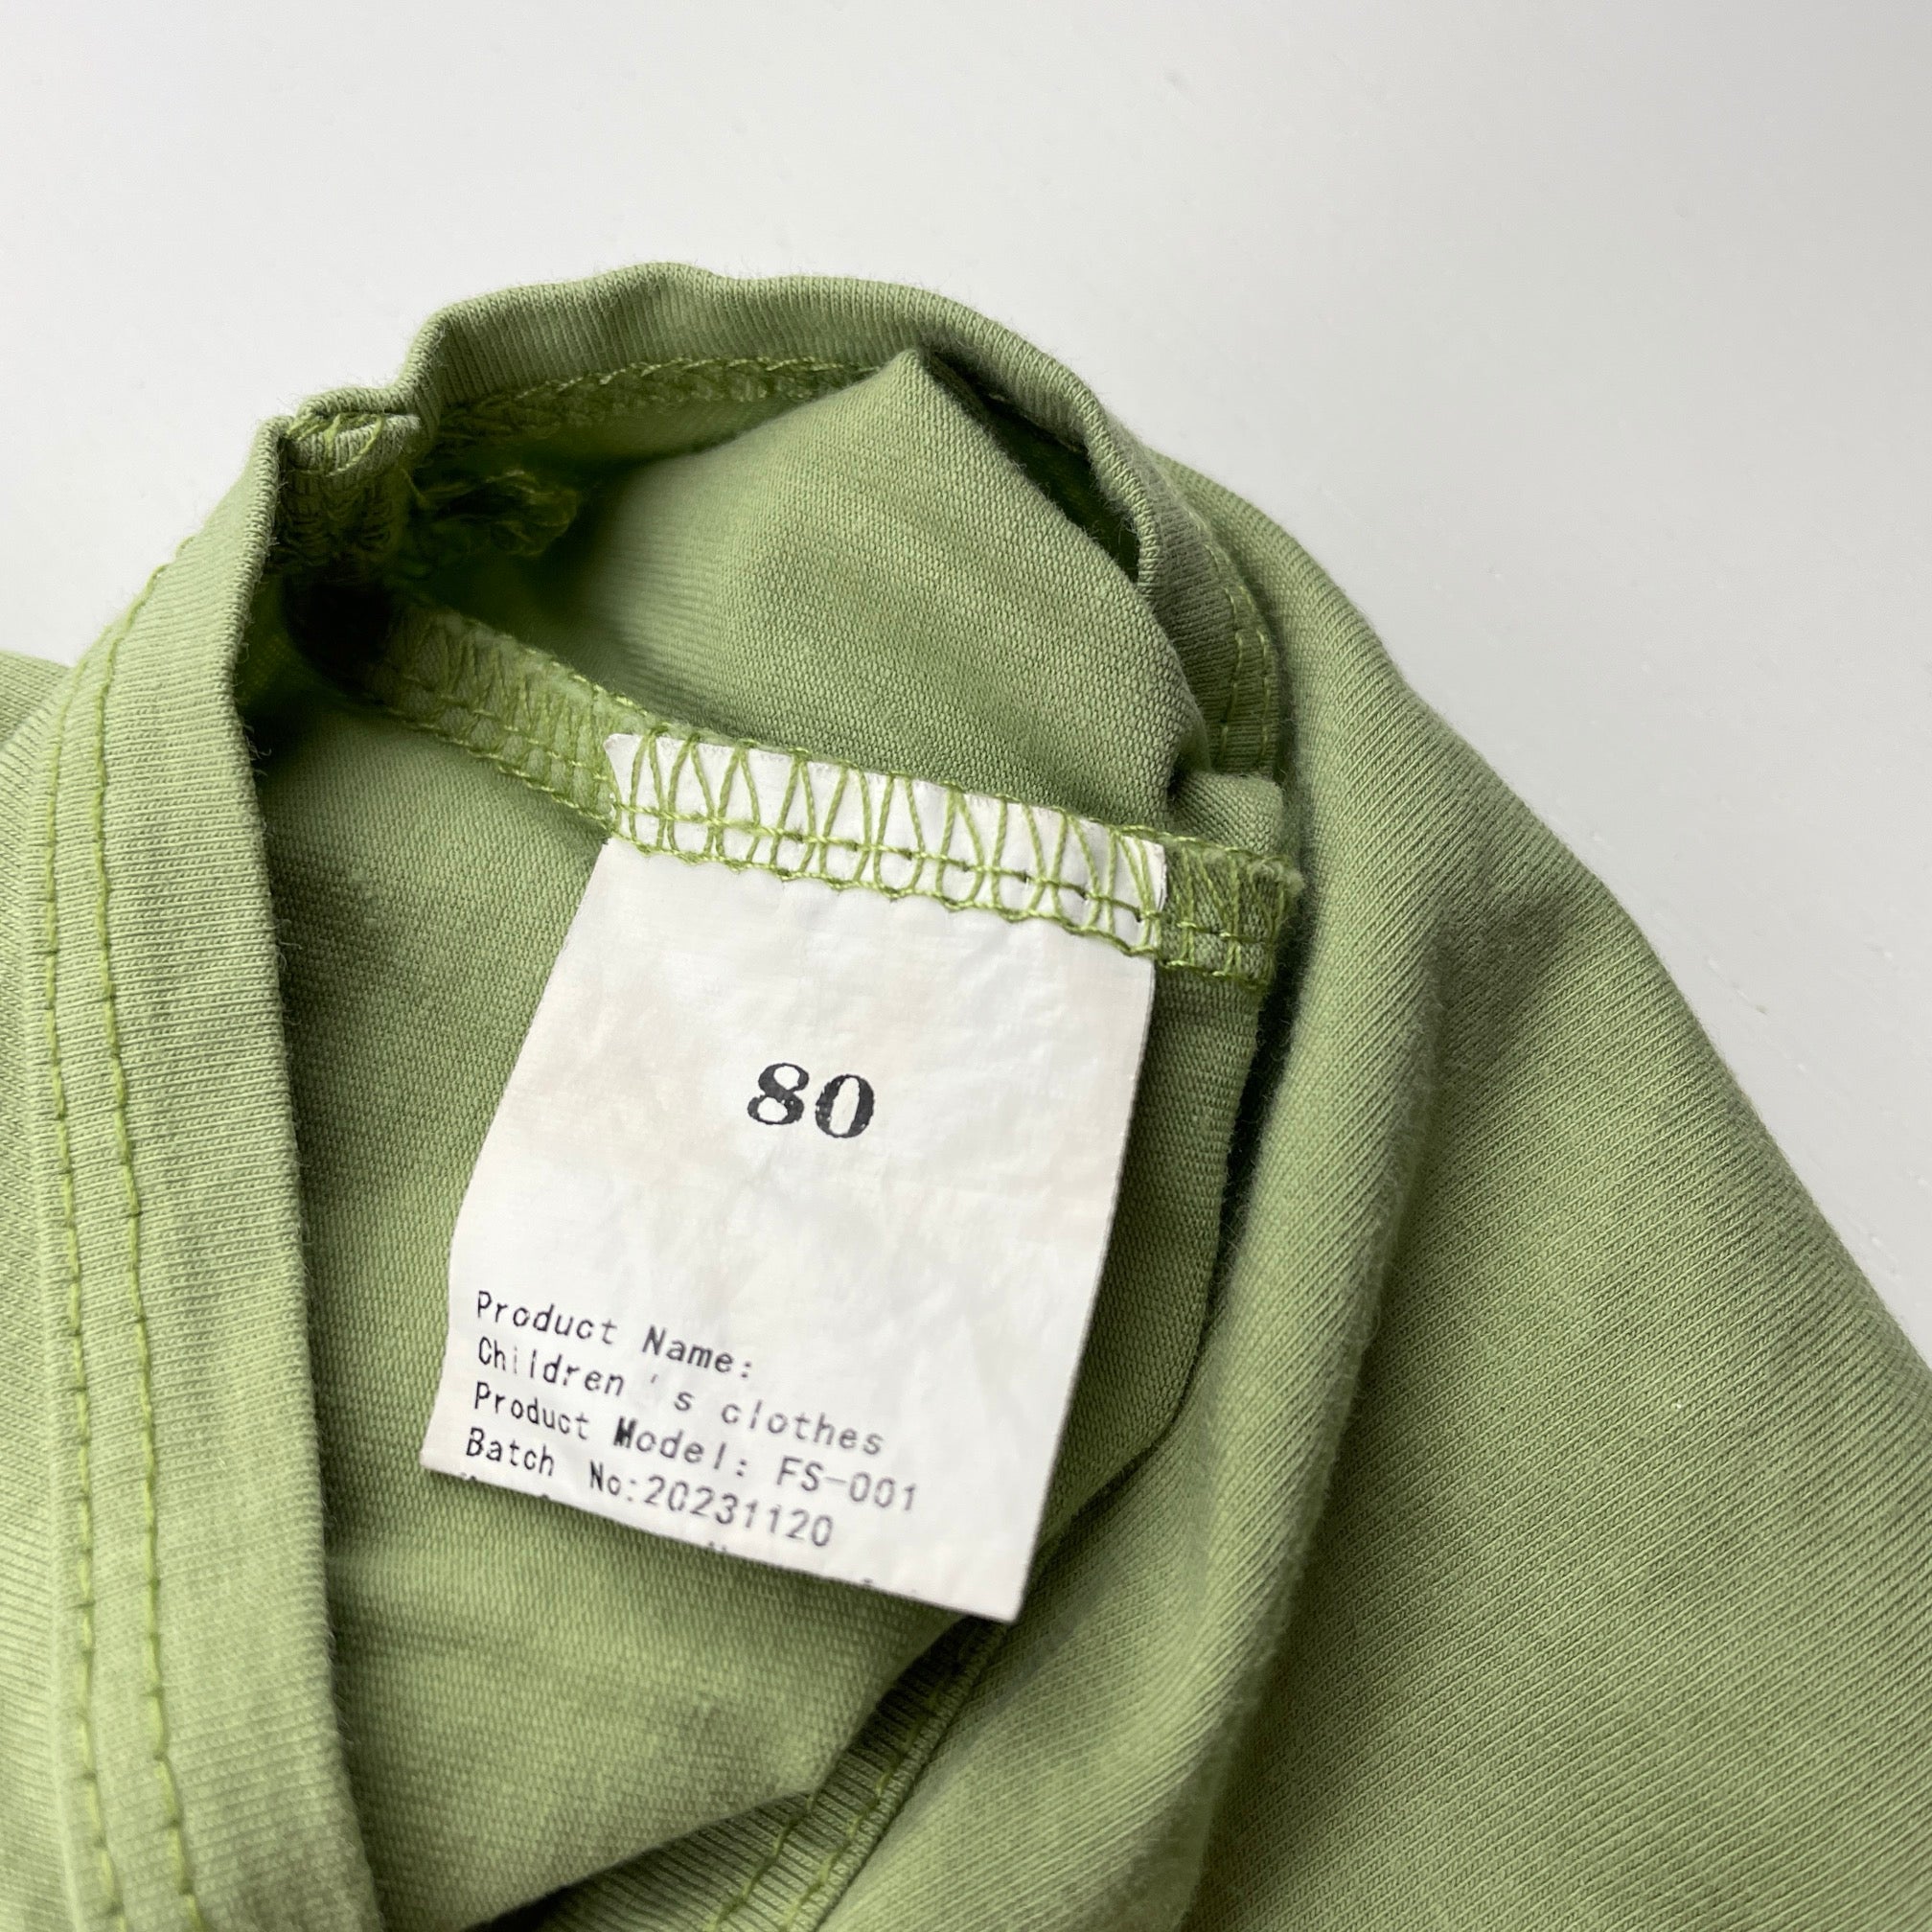 80
Product Name:
Children's clothes
Product Model: FS-001
Batch No:20231120